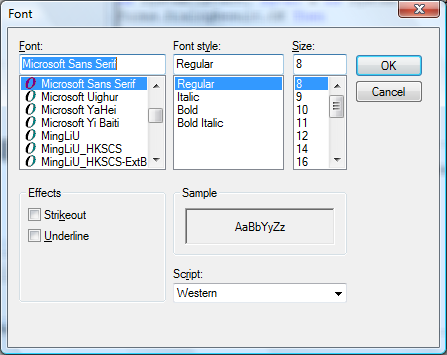 Font
Font: Font style: Size:
Microsoft Sans Serif Regular 8 OK
Microsoft Sans Serif Regular 8 Cancel
Microsoft Uighur Italic 9
Microsoft YaHei Bold 10
Microsoft Yi Baiti Bold Italic 11
MingLiU 12
MingLiU_HKSCS 14
MingLiU_HKSCS-ExtB 16
Effects Sample
Strikeout AaBbYyZz
Underline
Script:
Western